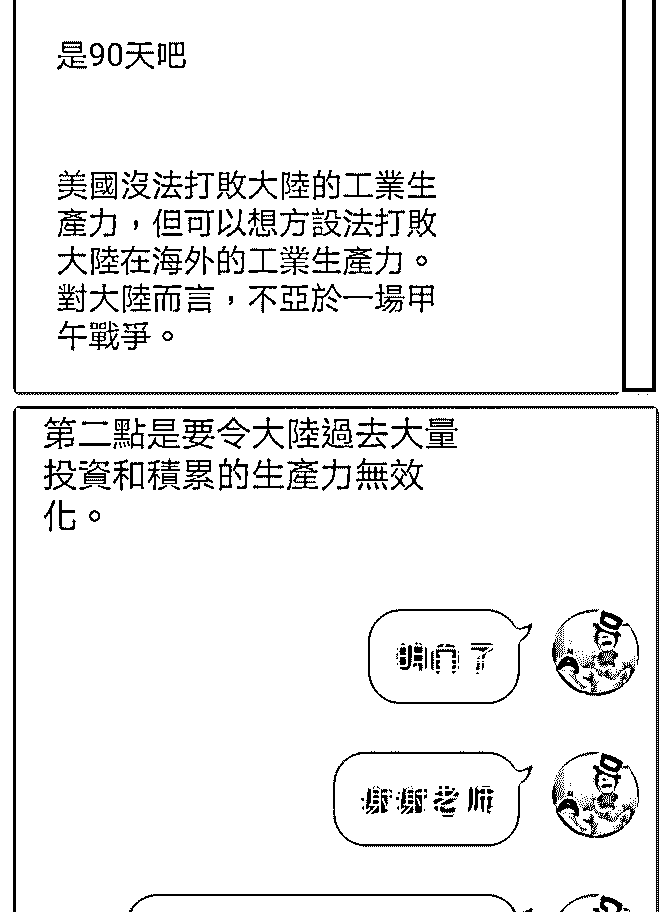 是90天吧
美國沒法打敗大陸的工業生
產力，但可以想方設法打敗
大陸在海外的工業生產力。
對大陸而言，不亞於一場甲
午戰爭。
第二點是要令大陸過去大量
投資和積累的生產力無效
化。
明白了
謝謝老師